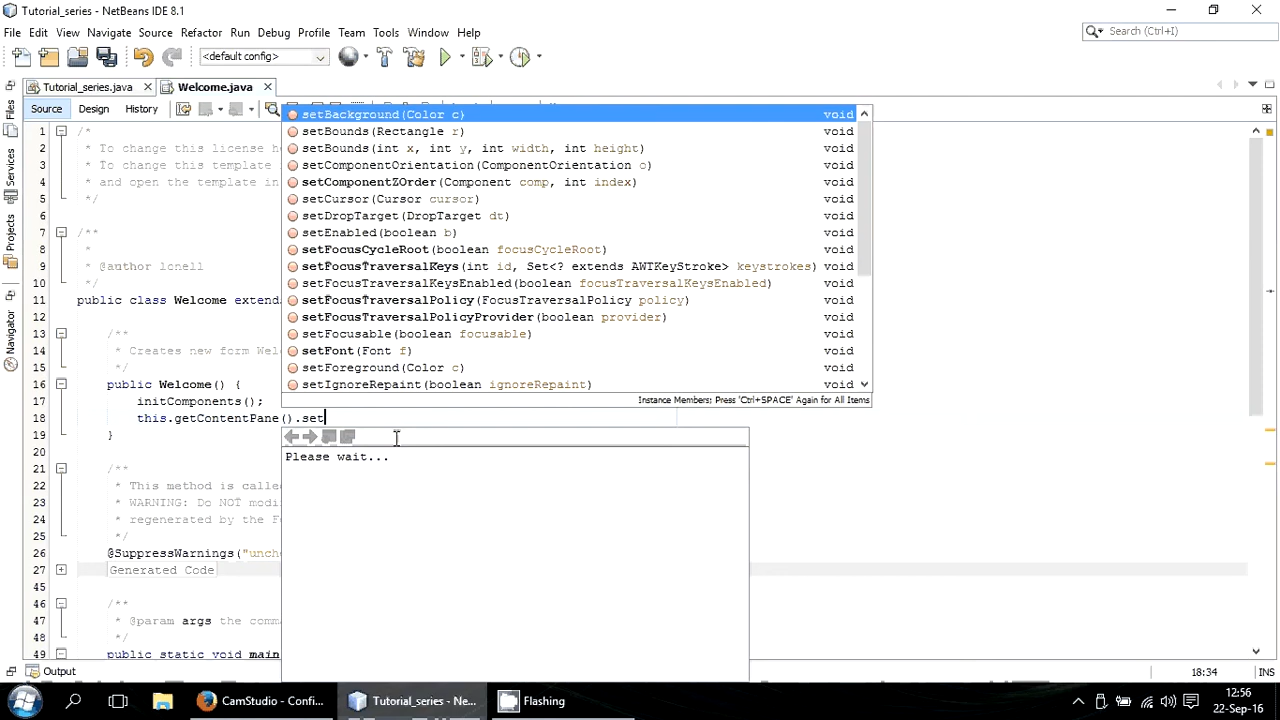 Tutorial_series - NetBeans IDE 8.1
File Edit View Navigate Source Refactor Run Debug Profile Team Tools Window Help
Search (Ctrl+I)
<default config>
Tutorial_series.java
Welcome.java
Source Design History
Files
Services
Projects
Navigator
1 /*
2 * To change this license he
3 * To change this template
4 * and open the template in
5 */
6
7 /**
8 *
9 * @author lonell
10 */
11 public class Welcome extend
12
13 /**
14 * Creates new form Wel
15 */
16 public Welcome() {
17 initComponents();
18 this.getContentPane().set
19 }
20
21 /**
22 * This method is calle
23 * WARNING: Do NOT modi
24 * regenerated by the F
25 */
26 @SuppressWarnings("unch
27 Generated Code
45
46 /**
47 * @param args the comma
48 */
49 public static void main
setBackground(Color c) void
setBounds(Rectangle r) void
setBounds(int x, int y, int width, int height) void
setComponentOrientation(ComponentOrientation o) void
setComponentZOrder(Component comp, int index) void
setCursor(Cursor cursor) void
setDropTarget(DropTarget dt) void
setEnabled(boolean b) void
setFocusCycleRoot(boolean focusCycleRoot) void
setFocusTraversalKeys(int id, Set<? extends AWTKeyStroke> keystrokes) void
setFocusTraversalKeysEnabled(boolean focusTraversalKeysEnabled) void
setFocusTraversalPolicy(FocusTraversalPolicy policy) void
setFocusTraversalPolicyProvider(boolean provider) void
setFocusable(boolean focusable) void
setFont(Font f) void
setForeground(Color c) void
setIgnoreRepaint(boolean ignoreRepaint) void
Instance Members; Press 'Ctrl+SPACE' Again for All Items
Please wait...
Output
18:34 INS
CamStudio - Confi...
Tutorial_series - Ne...
Flashing
12:56
22-Sep-16